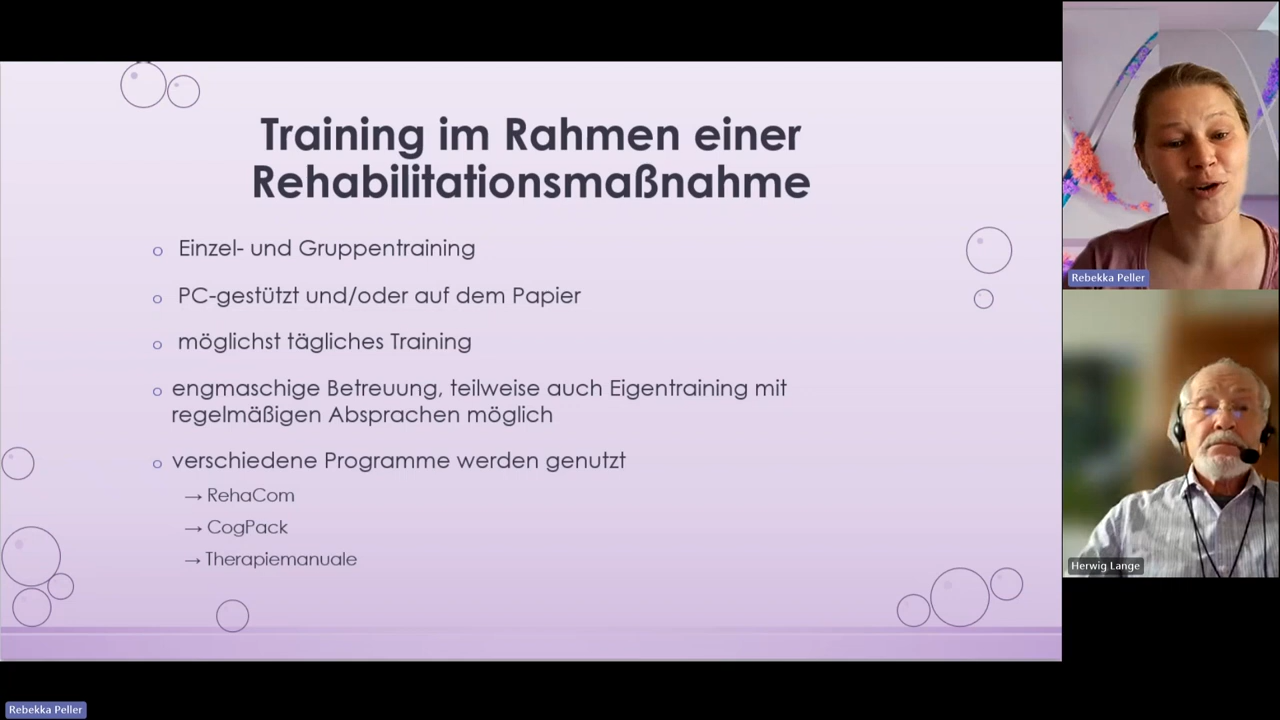 Training im Rahmen einer
Rehabilitationsmaßnahme
o Einzel- und Gruppentraining
o PC-gestützt und/oder auf dem Papier
o möglichst tägliches Training
o engmaschige Betreuung, teilweise auch Eigentraining mit
regelmäßigen Absprachen möglich
o verschiedene Programme werden genutzt
→ RehaCom
→ CogPack
→ Therapiemanuale
Rebekka Peller
Herwig Lange
Rebekka Peller